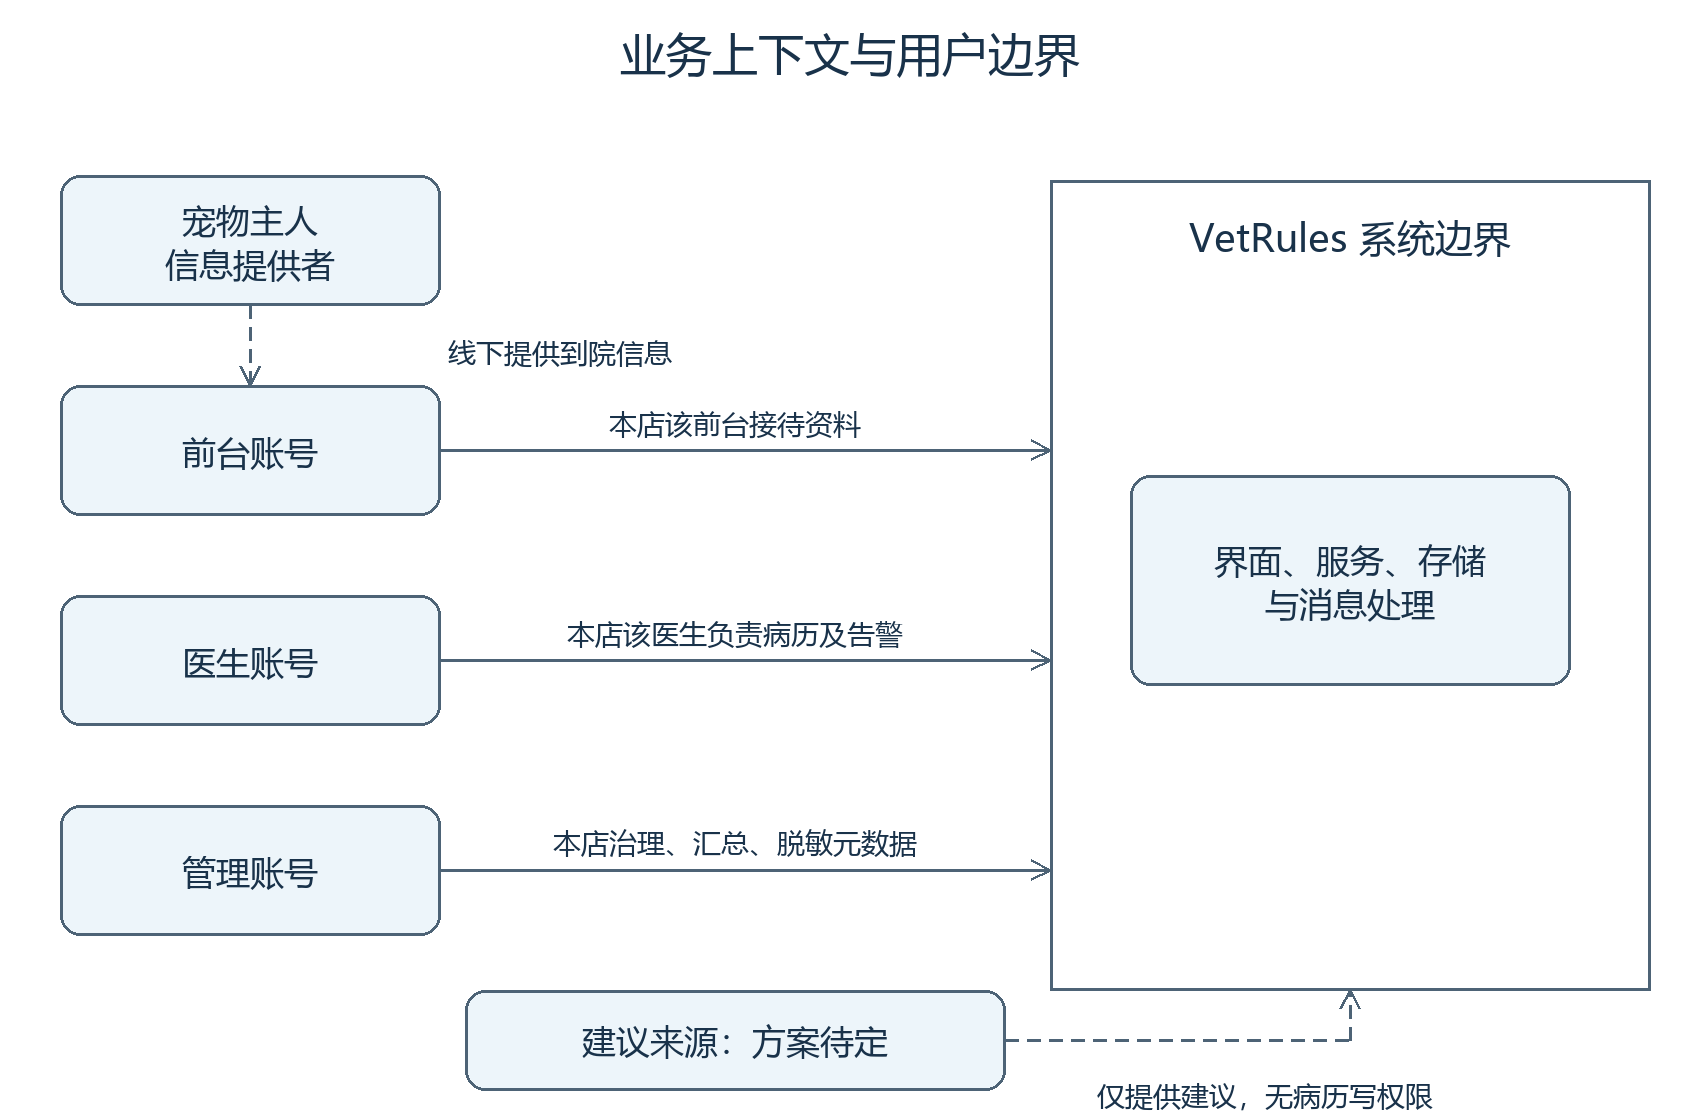 业务上下文与用户边界
宠物主人
信息提供者
线下提供到院信息
前台账号
本店该前台接待资料
医生账号
本店该医生负责病历及告警
管理账号
本店治理、汇总、脱敏元数据
VetRules 系统边界
界面、服务、存储
与消息处理
建议来源：方案待定
仅提供建议，无病历写权限